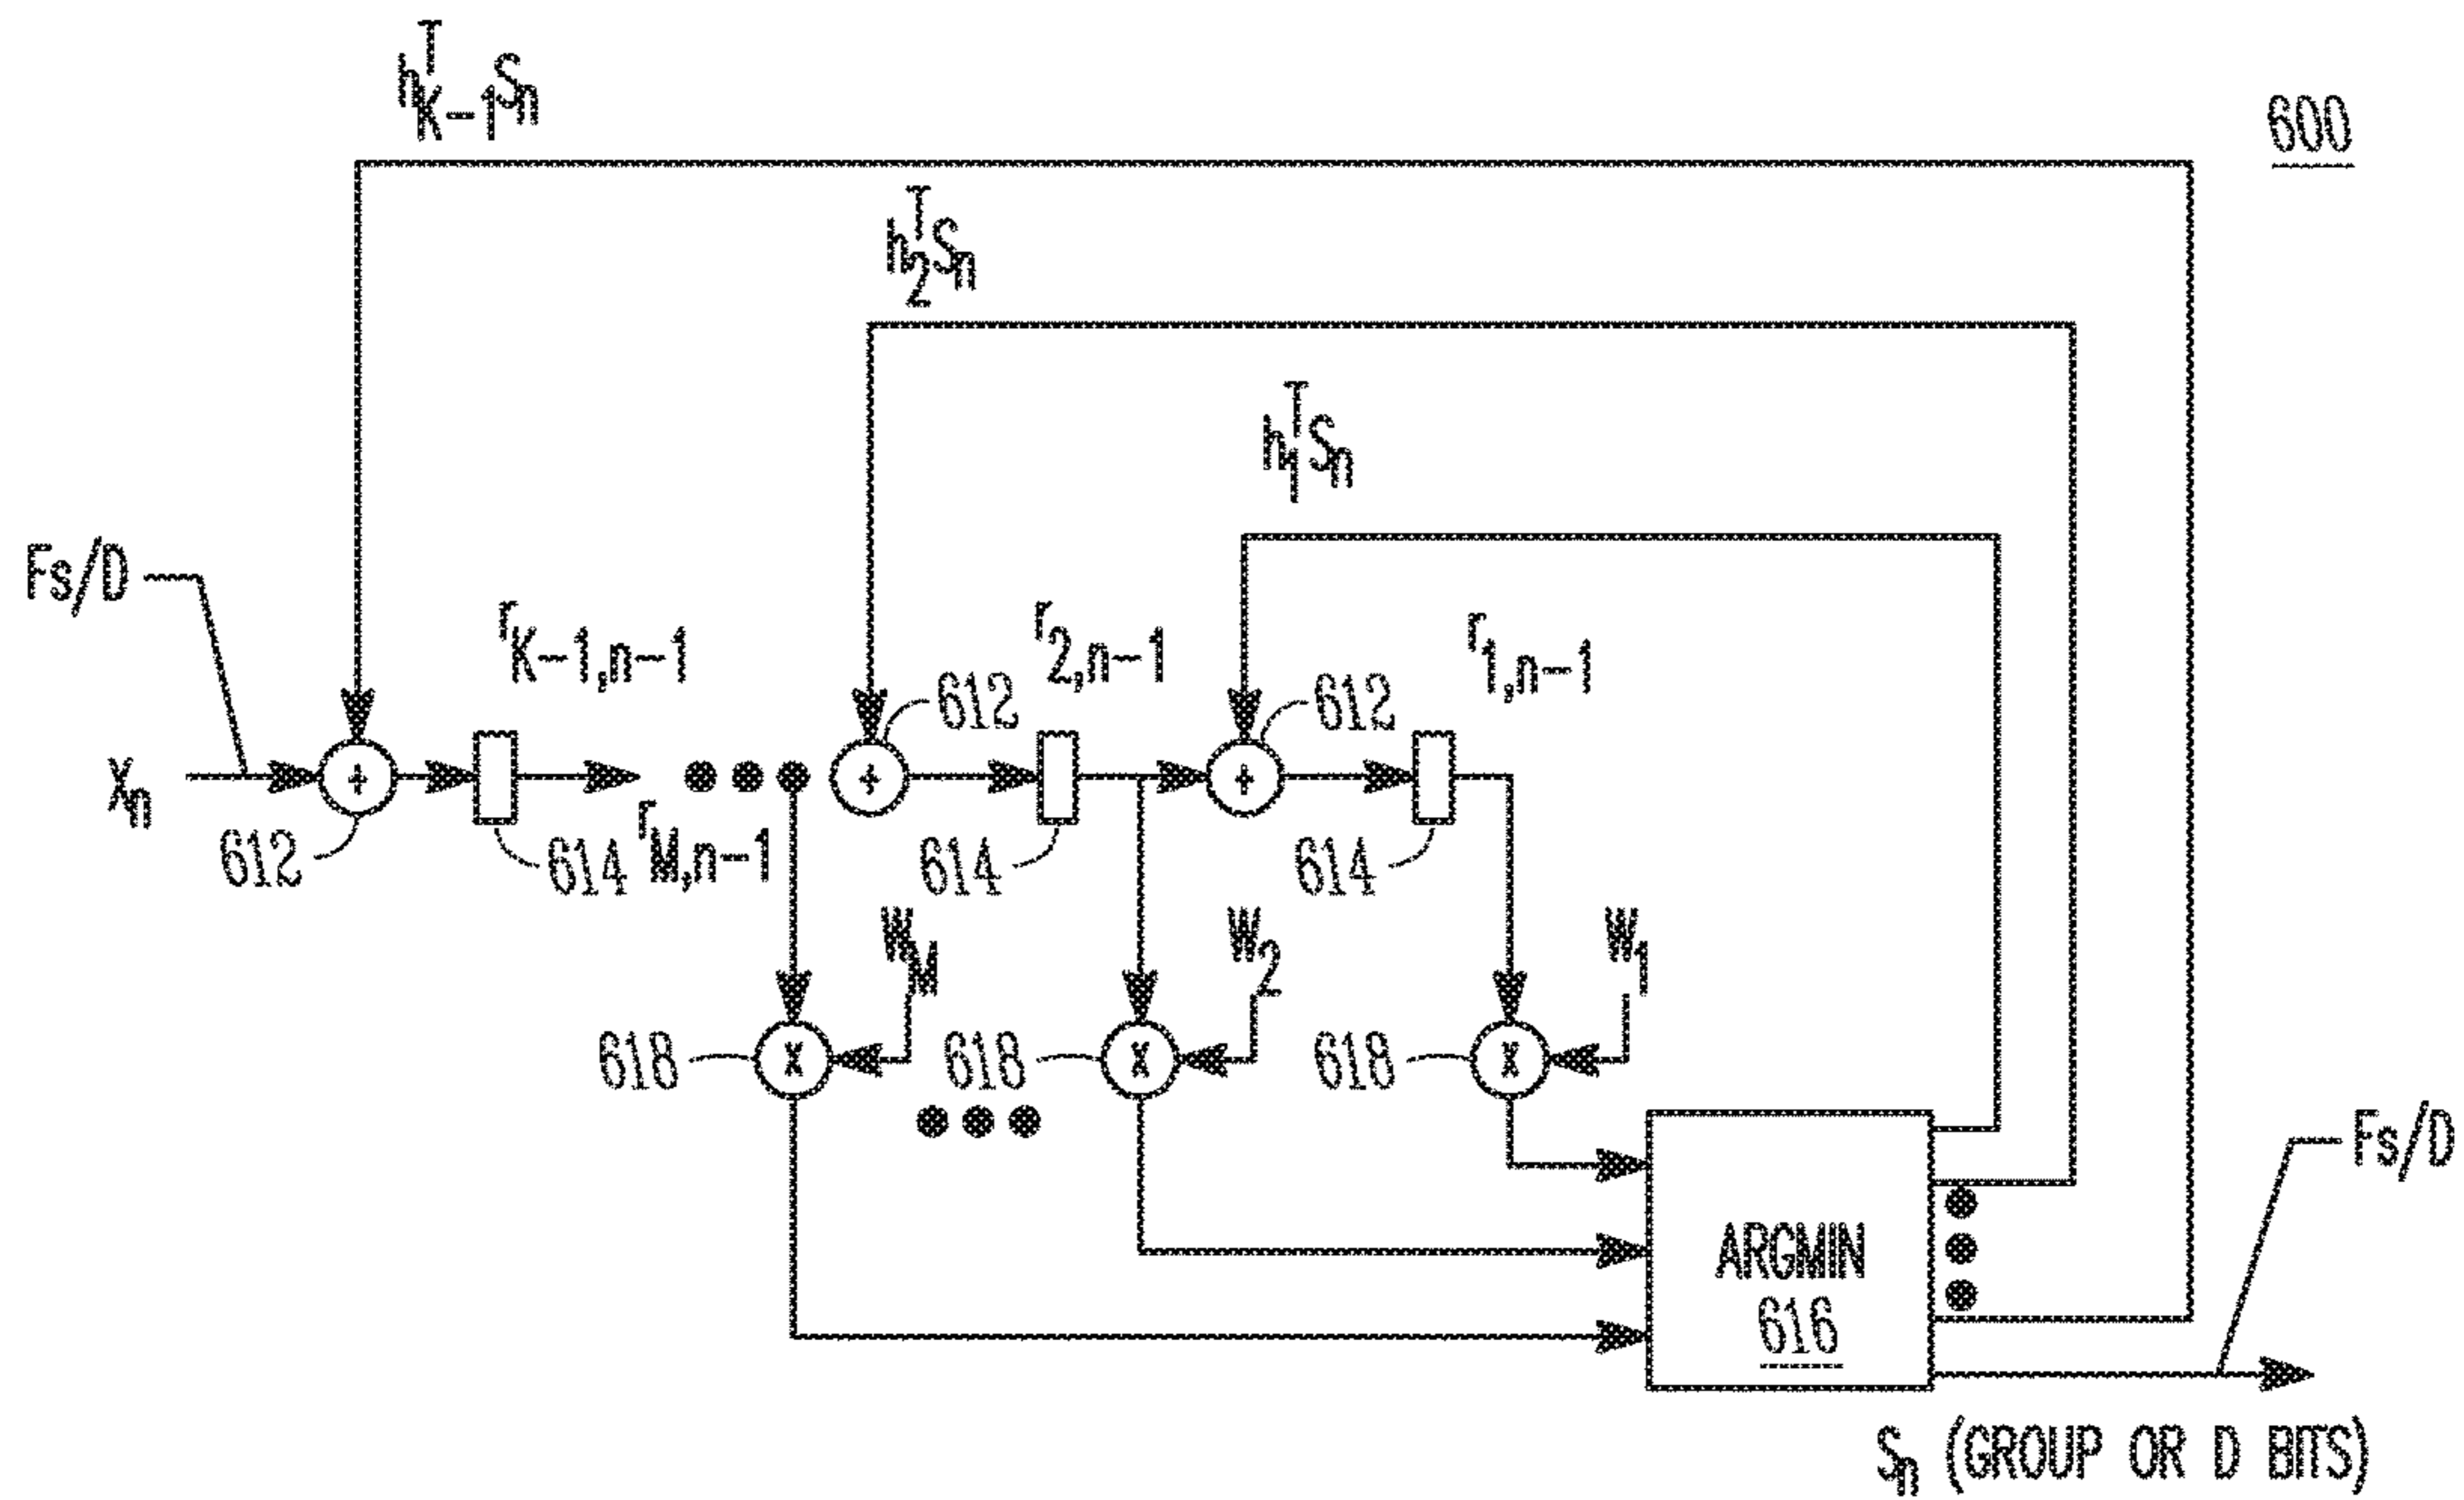 h^T_{K-1}S_n
600
h^T_2S_n
h^T_1S_n
Fs/D
r_{K-1,n-1}
r_{2,n-1}
r_{1,n-1}
612
612
X_n
+
+
+
612
614
r_{M,n-1}
614
614
W_M
W_2
W_1
618
X
618
X
618
X
Fs/D
ARGMIN
616
S_n (GROUP OR D BITS)